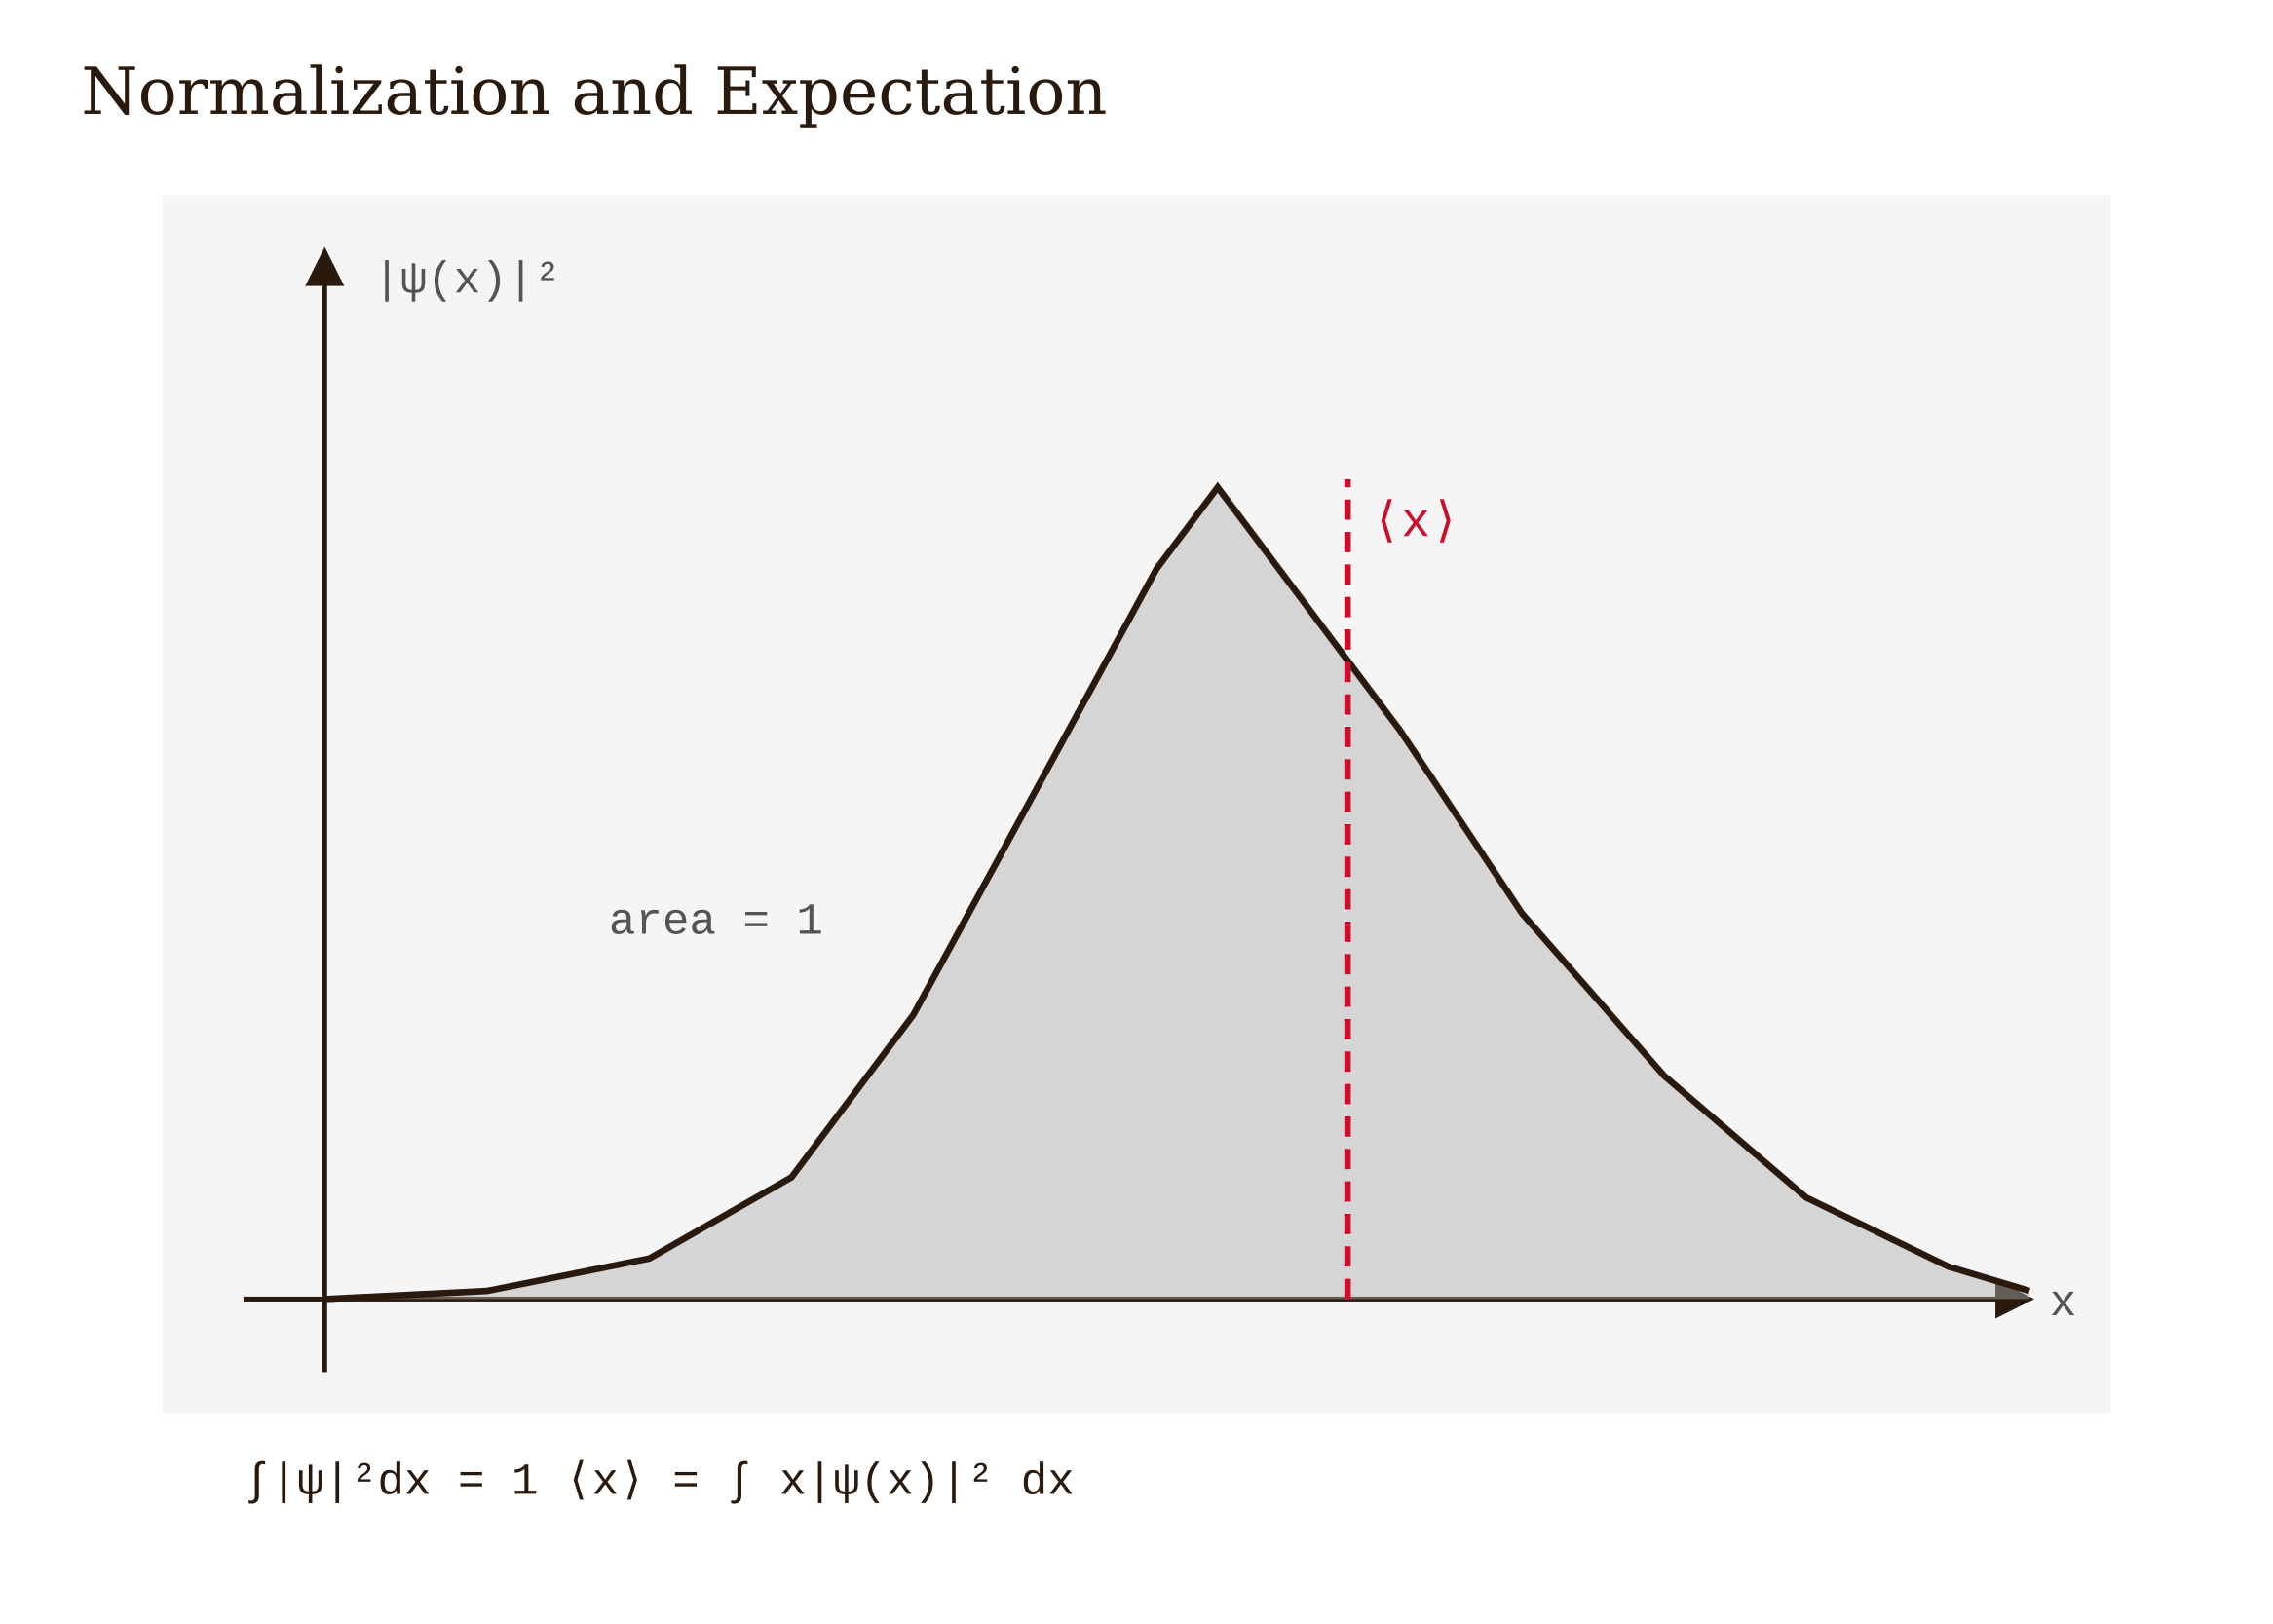 Normalization and Expectation
|ψ(x)|²
⟨x⟩
area = 1
x
∫|ψ|²dx = 1 ⟨x⟩ = ∫ x|ψ(x)|² dx